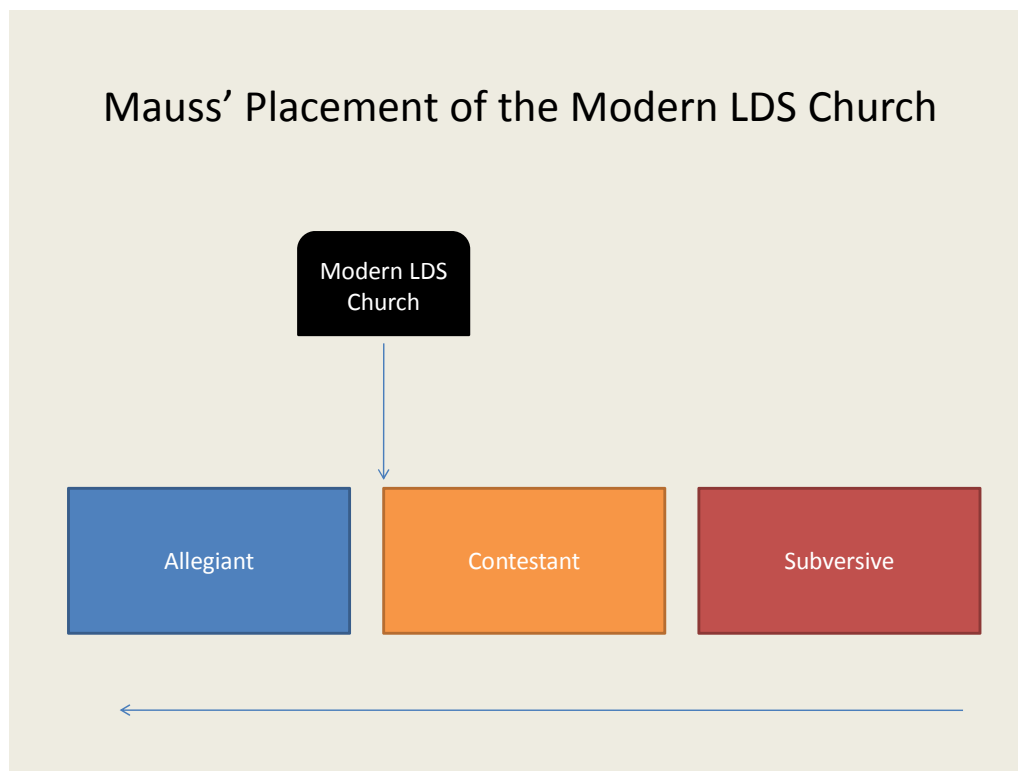 Mauss’ Placement of the Modern LDS Church
Modern LDS
Church
Allegiant
Contestant
Subversive